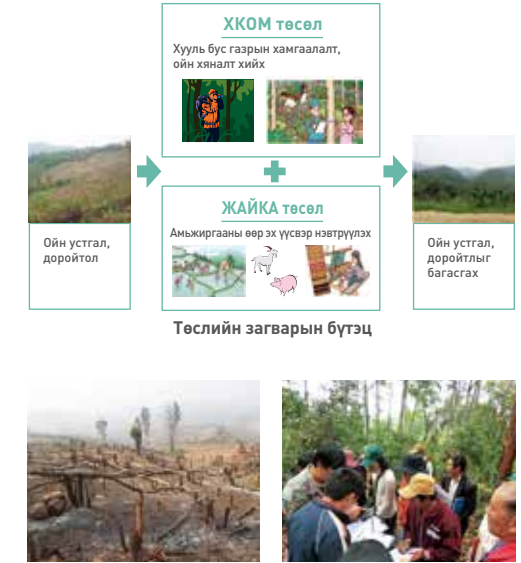 ХКОМ төсөл
Хууль бус газрын хамгаалалт,
ойн хяналт хийх
ЖАЙКА төсөл
Амьжиргааны өөр эх үүсвэр нэвтрүүлэх
Ойн устгал,
доройтол
Ойн устгал,
доройтлыг
багасгах
Төслийн загварын бүтэц